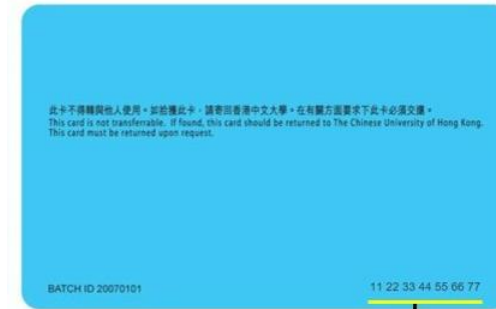 此卡不得轉與他人使用。如拾獲此卡，請寄回香港中文大學。在有關方面要求下此卡必須交還。
This card is not transferrable. If found, this card should be returned to The Chinese University of Hong Kong.
This card must be returned upon request.
BATCH ID 20070101
11 22 33 44 55 66 77